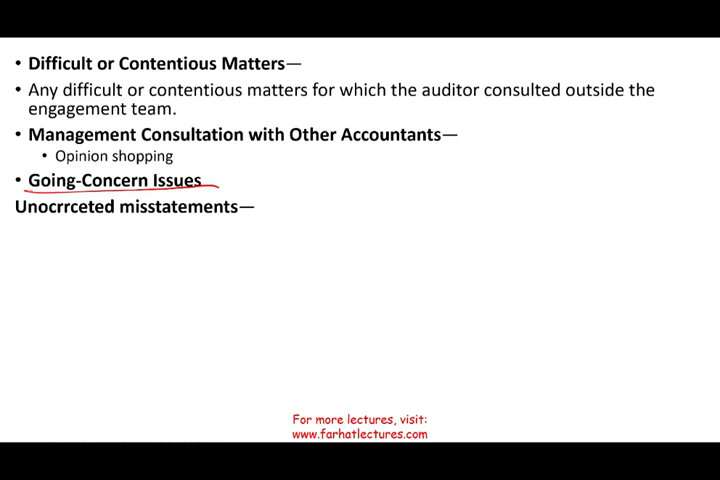 • Difficult or Contentious Matters—
• Any difficult or contentious matters for which the auditor consulted outside the
engagement team.
• Management Consultation with Other Accountants—
• Opinion shopping
• Going-Concern Issues
Unocrrceted misstatements—
For more lectures, visit:
www.farhatlectures.com